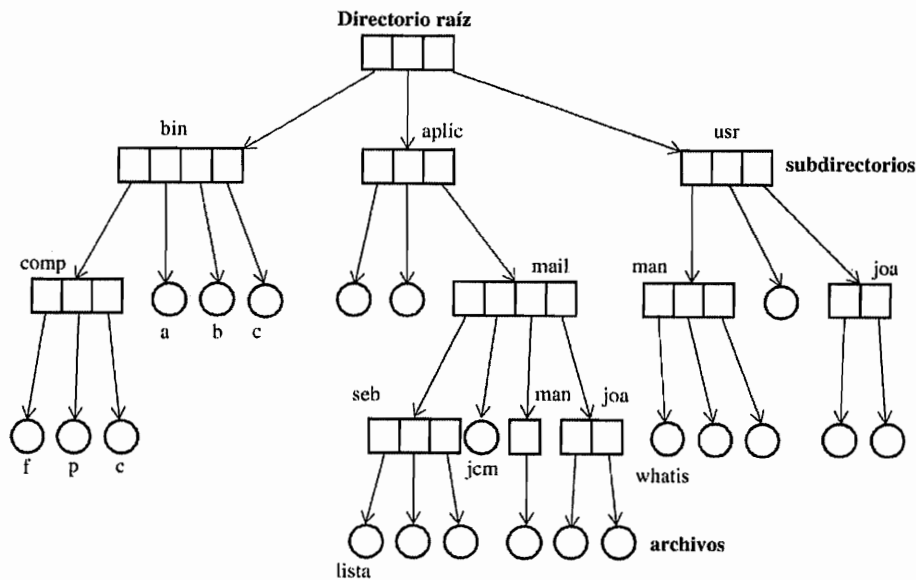 Directorio raíz
bin
aplic
usr
subdirectorios
comp
mail
man
joa
a
b
c
seb
man
joa
f
p
c
jcm
whatis
lista
archivos